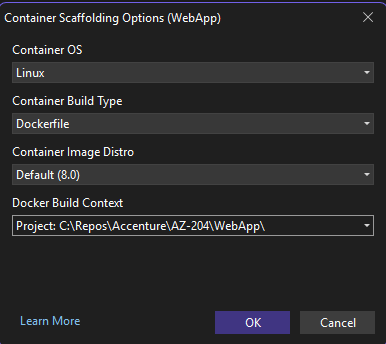 Container Scaffolding Options (WebApp)
Container OS
Linux
Container Build Type
Dockerfile
Container Image Distro
Default (8.0)
Docker Build Context
Project: C:\Repos\Accenture\AZ-204\WebApp\
Learn More
OK
Cancel